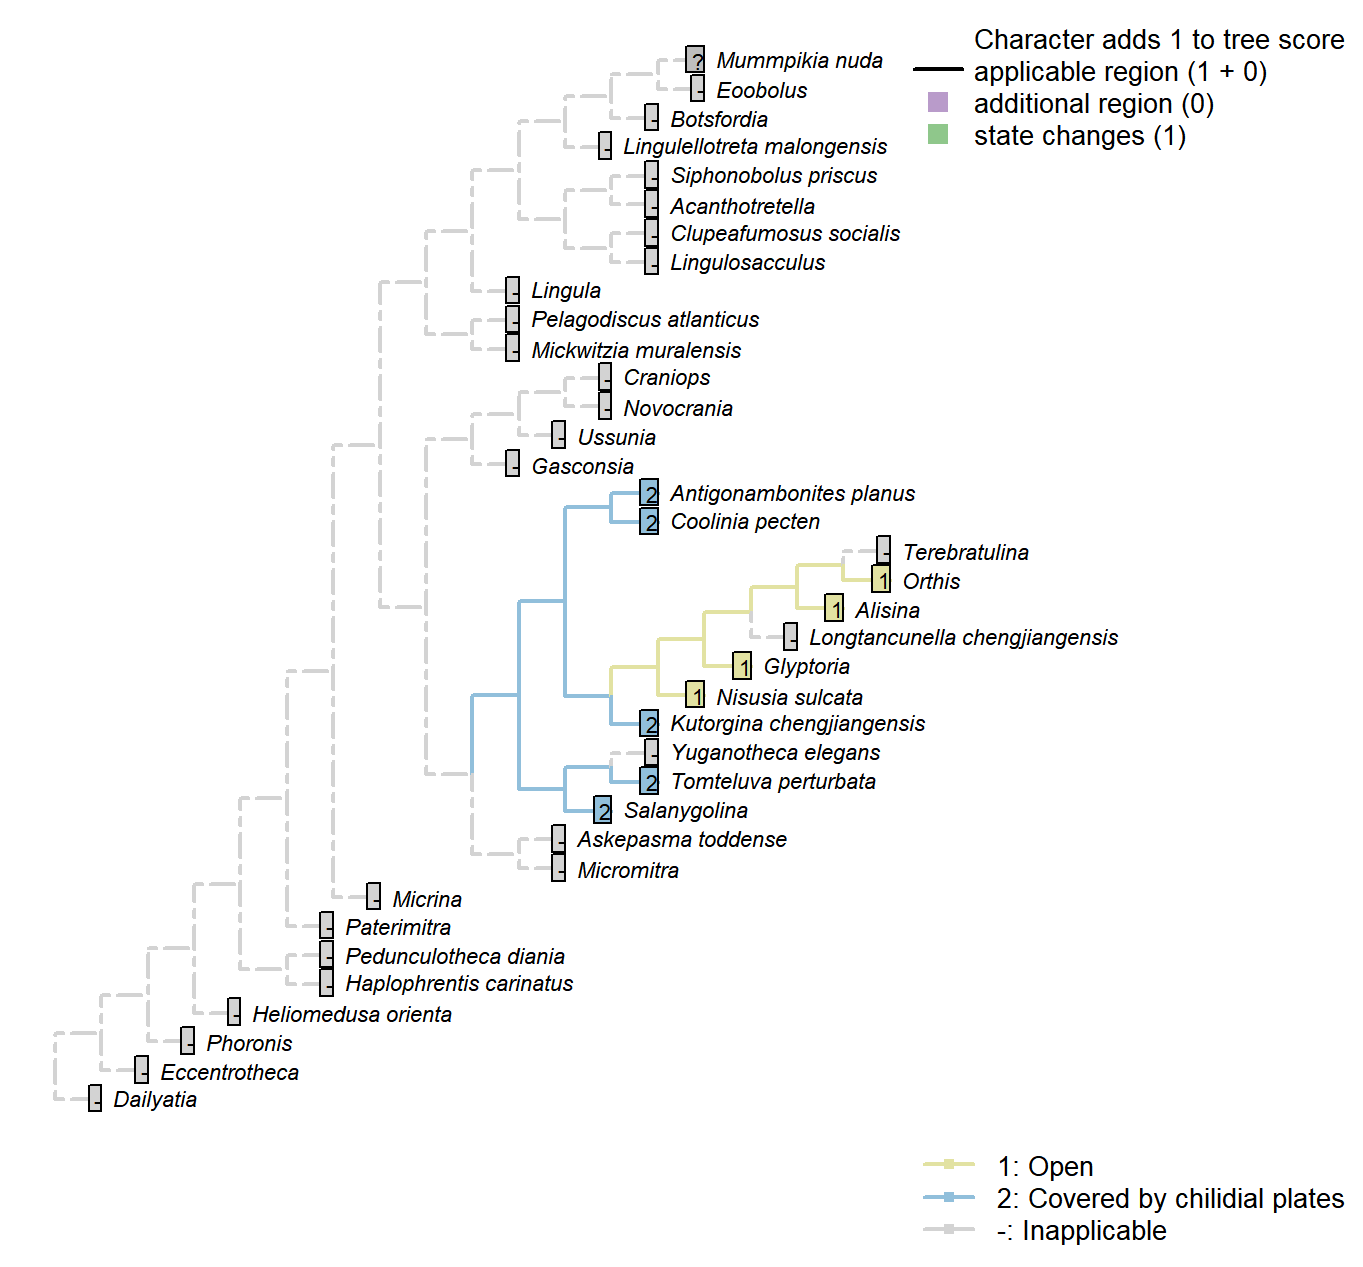 Character adds 1 to tree score
applicable region (1 + 0)
additional region (0)
state changes (1)
? Mummpikia nuda
- Eoobolus
- Botsfordia
- Lingulellotreta malongensis
- Siphonobolus priscus
- Acanthotretella
- Clupeafumosus socialis
- Lingulosacculus
- Lingula
- Pelagodiscus atlanticus
- Mickwitzia muralensis
- Craniops
- Novocrania
- Ussunia
- Gasconsia
2 Antigonambonites planus
2 Coolinia pecten
- Terebratulina
1 Orthis
1 Alisina
- Longtancunella chengjiangensis
1 Glyptoria
1 Nisusia sulcata
2 Kutorgina chengjiangensis
- Yuganotheca elegans
2 Tomteluva perturbata
2 Salanygolina
- Askepasma toddense
- Micromitra
- Micrina
- Paterimitra
- Pedunculotheca diania
- Haplophrentis carinatus
- Heliomedusa orienta
- Phoronis
- Eccentrotheca
- Dailyatia
1: Open
2: Covered by chilidial plates
-: Inapplicable